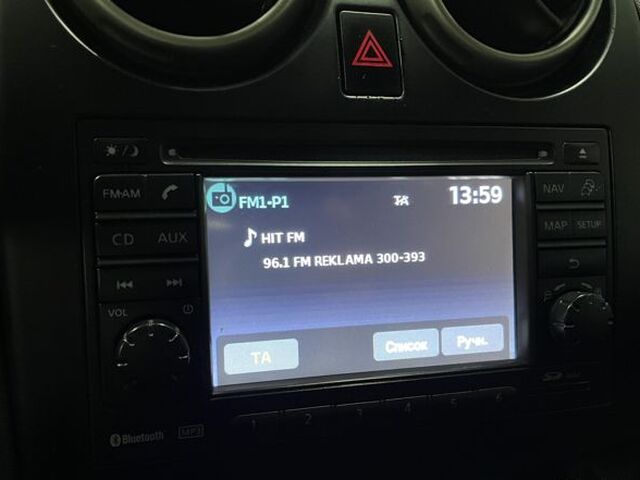 FM1-P1 TA 13:59
FM·AM NAV
HIT FM
CD AUX MAP SETUP
96.1 FM REKLAMA 300-393
VOL
TA Список Ручн.
1 2 3 4 5 6
Bluetooth MP3